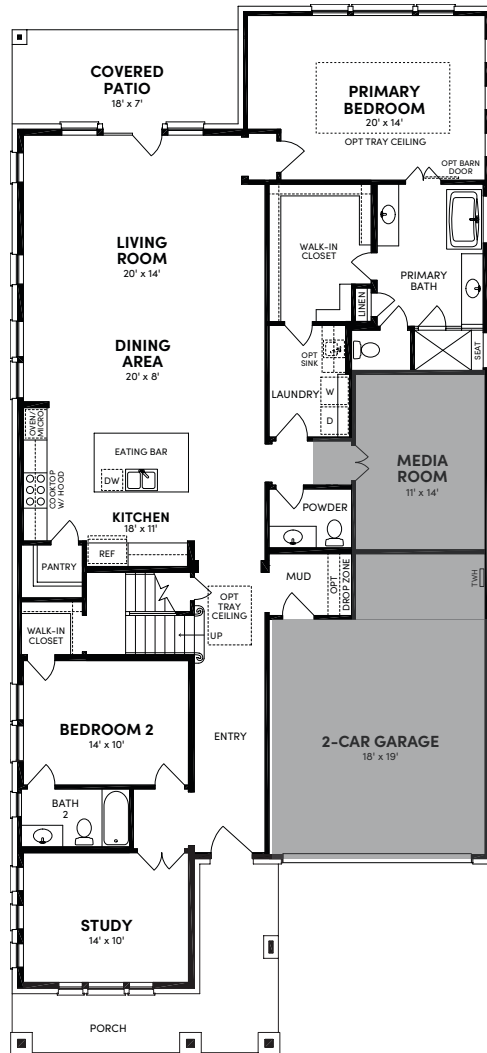 COVERED
PATIO
18' x 7'
PRIMARY
BEDROOM
20' x 14'
OPT TRAY CEILING
OPT BARN
DOOR
LIVING
ROOM
20' x 14'
WALK-IN
CLOSET
PRIMARY
BATH
LINEN
DINING
AREA
20' x 8'
OPT
SINK
SEAT
LAUNDRY
W
D
OVEN/
MICRO
COOKTOP
W/ HOOD
EATING BAR
DW
KITCHEN
18' x 11'
MEDIA
ROOM
11' x 14'
POWDER
PANTRY
REF
MUD
OPT
DROP ZONE
TWH
OPT
TRAY
CEILING
WALK-IN
CLOSET
UP
BEDROOM 2
14' x 10'
ENTRY
2-CAR GARAGE
18' x 19'
BATH
2
STUDY
14' x 10'
PORCH